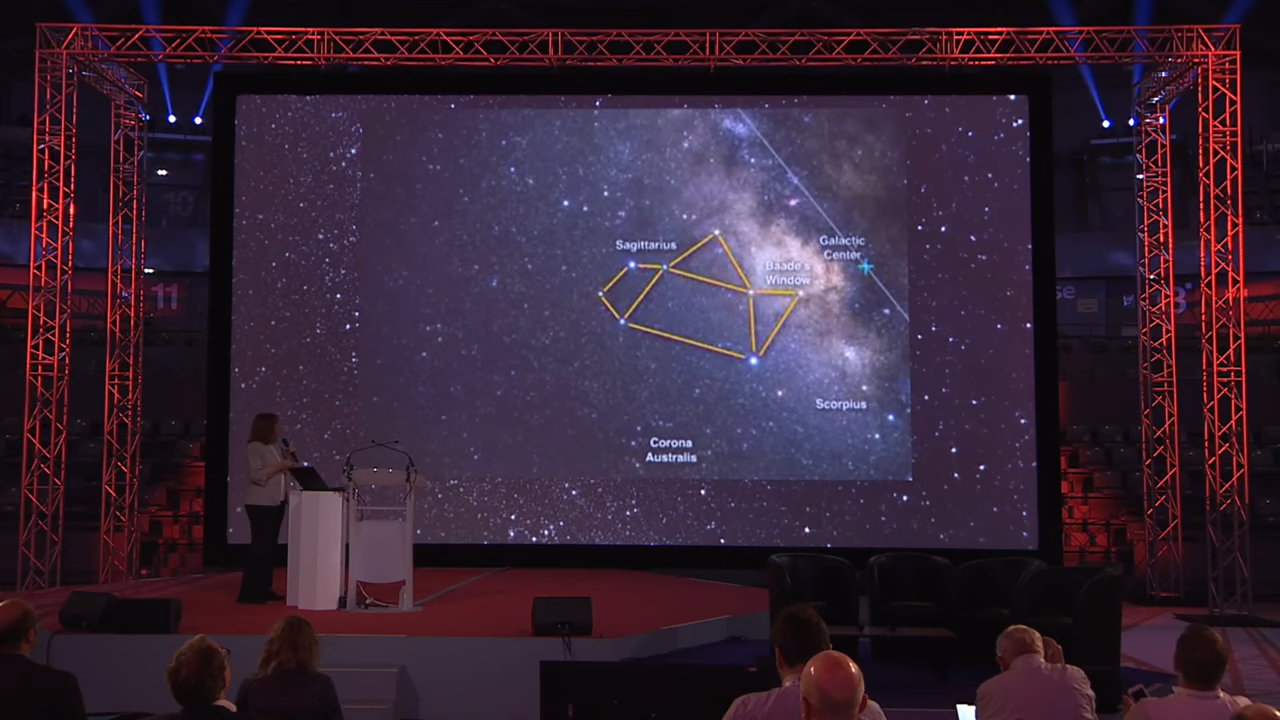 Sagittarius
Galactic
Center
Baade's
Window
Scorpius
Corona
Australis
11